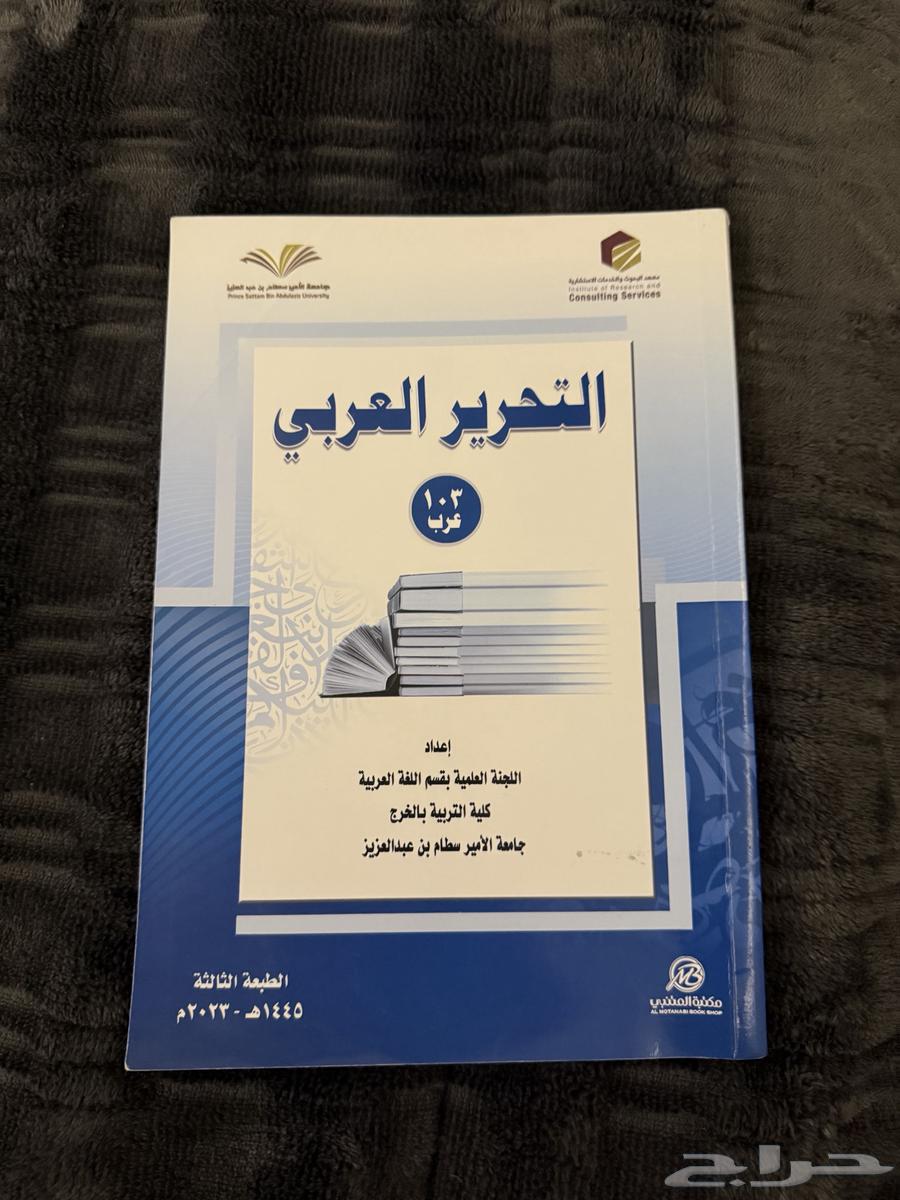 جامعة الأمير سطام بن عبد العزيز
Prince Sattam Bin Abdulaziz University
معهد البحوث والخدمات الاستشارية
Institute of Research and
Consulting Services
التحرير العربي
١٠٣
عرب
إعداد
اللجنة العلمية بقسم اللغة العربية
كلية التربية بالخرج
جامعة الأمير سطام بن عبدالعزيز
الطبعة الثالثة
١٤٤٥هـ - ٢٠٢٣م
MB
مكتبة المتنبي
AL MOTANABI BOOK SHOP
حراج